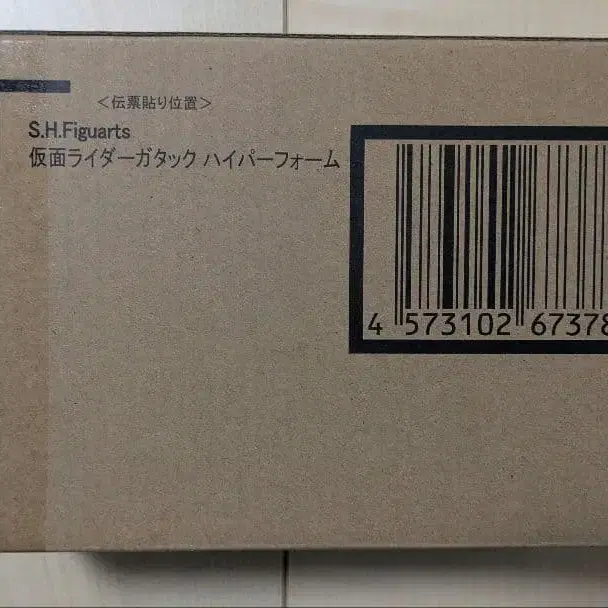 ＜伝票貼り位置＞
S.H.Figuarts
仮面ライダーガタック ハイパーフォーム
4 573102 67378